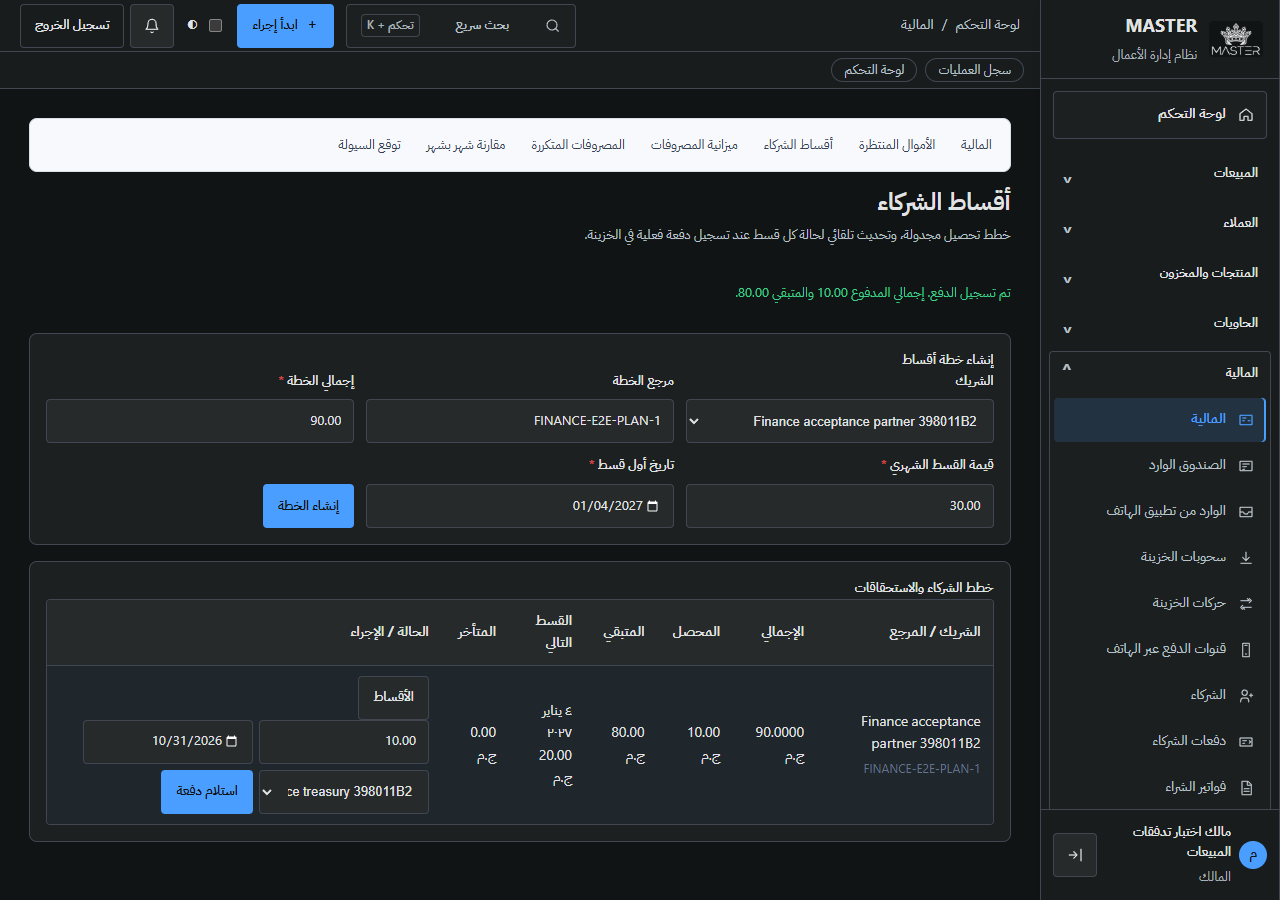 MASTER
نظام إدارة الأعمال
MASTER
لوحة التحكم / المالية
بحث سريع
تحكم + K
+ ابدأ إجراء
تسجيل الخروج
سجل العمليات
لوحة التحكم
لوحة التحكم
المبيعات
العملاء
المنتجات والمخزون
الحاويات
المالية
المالية
الصندوق الوارد
الوارد من تطبيق الهاتف
سحوبات الخزينة
حركات الخزينة
قنوات الدفع عبر الهاتف
الشركاء
دفعات الشركاء
فواتير الشراء
مالك اختبار تدفقات المبيعات
المالك
م
المالية
الأموال المنتظرة
أقساط الشركاء
ميزانية المصروفات
المصروفات المتكررة
مقارنة شهر بشهر
توقع السيولة
أقساط الشركاء
خطط تحصيل مجدولة، وتحديث تلقائي لحالة كل قسط عند تسجيل دفعة فعلية في الخزينة.
تم تسجيل الدفع. إجمالي المدفوع 10.00 والمتبقي 80.00.
إنشاء خطة أقساط
الشريك
مرجع الخطة
إجمالي الخطة *
Finance acceptance partner 398011B2
FINANCE-E2E-PLAN-1
90.00
قيمة القسط الشهري *
تاريخ أول قسط *
30.00
01/04/2027
إنشاء الخطة
خطط الشركاء والاستحقاقات
الشريك / المرجع
الإجمالي
المحصل
المتبقي
القسط التالي
المتأخر
الحالة / الإجراء
Finance acceptance partner 398011B2
FINANCE-E2E-PLAN-1
90.0000 ج.م
10.00 ج.م
80.00 ج.م
٤ يناير ٢٠٢٧
20.00 ج.م
0.00 ج.م
الأقساط
10.00
10/31/2026
ce treasury 398011B2
استلام دفعة